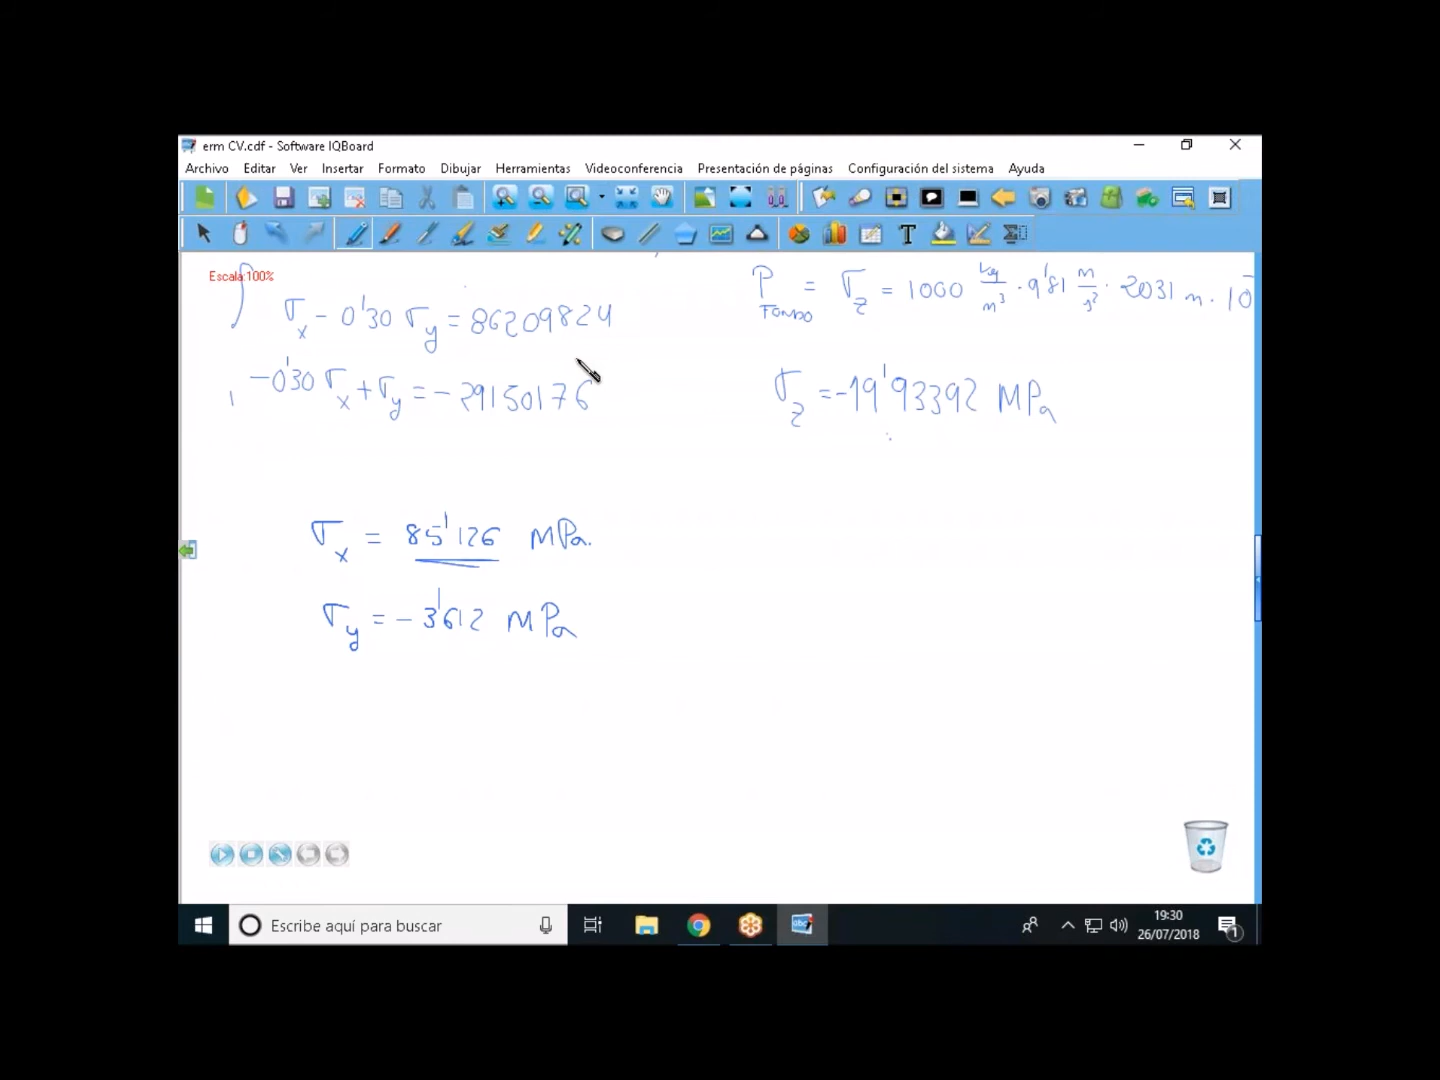 erm CV.cdf - Software IQBoard
Archivo Editar Ver Insertar Formato Dibujar Herramientas Videoconferencia Presentación de páginas Configuración del sistema Ayuda
Escala:100%
σx - 0'30 σy = 86209824
-0'30 σx + σy = - 29150176
P FONDO = σz = 1000 kg/m³ · 9'81 m/s² · 2031 m · 10
σz = -19'93392 MPa
σx = 85'126 MPa.
σy = - 3'612 MPa
Escribe aquí para buscar
19:30
26/07/2018
1